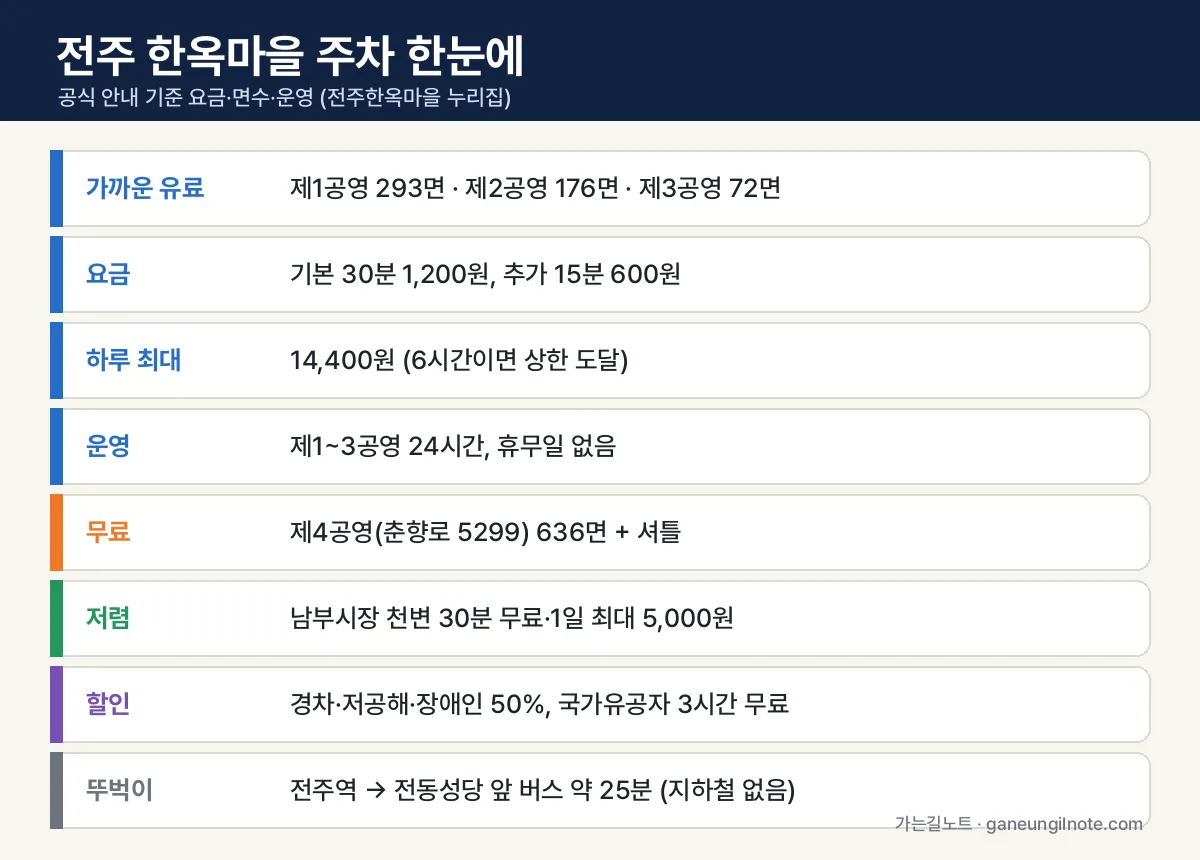 전주 한옥마을 주차 한눈에
공식 안내 기준 요금·면수·운영 (전주한옥마을 누리집)
가까운 유료 제1공영 293면 · 제2공영 176면 · 제3공영 72면
요금 기본 30분 1,200원, 추가 15분 600원
하루 최대 14,400원 (6시간이면 상한 도달)
운영 제1~3공영 24시간, 휴무일 없음
무료 제4공영(춘향로 5299) 636면 + 셔틀
저렴 남부시장 천변 30분 무료·1일 최대 5,000원
할인 경차·저공해·장애인 50%, 국가유공자 3시간 무료
뚜벅이 전주역 → 전동성당 앞 버스 약 25분 (지하철 없음)
가는길노트 · ganeungilnote.com